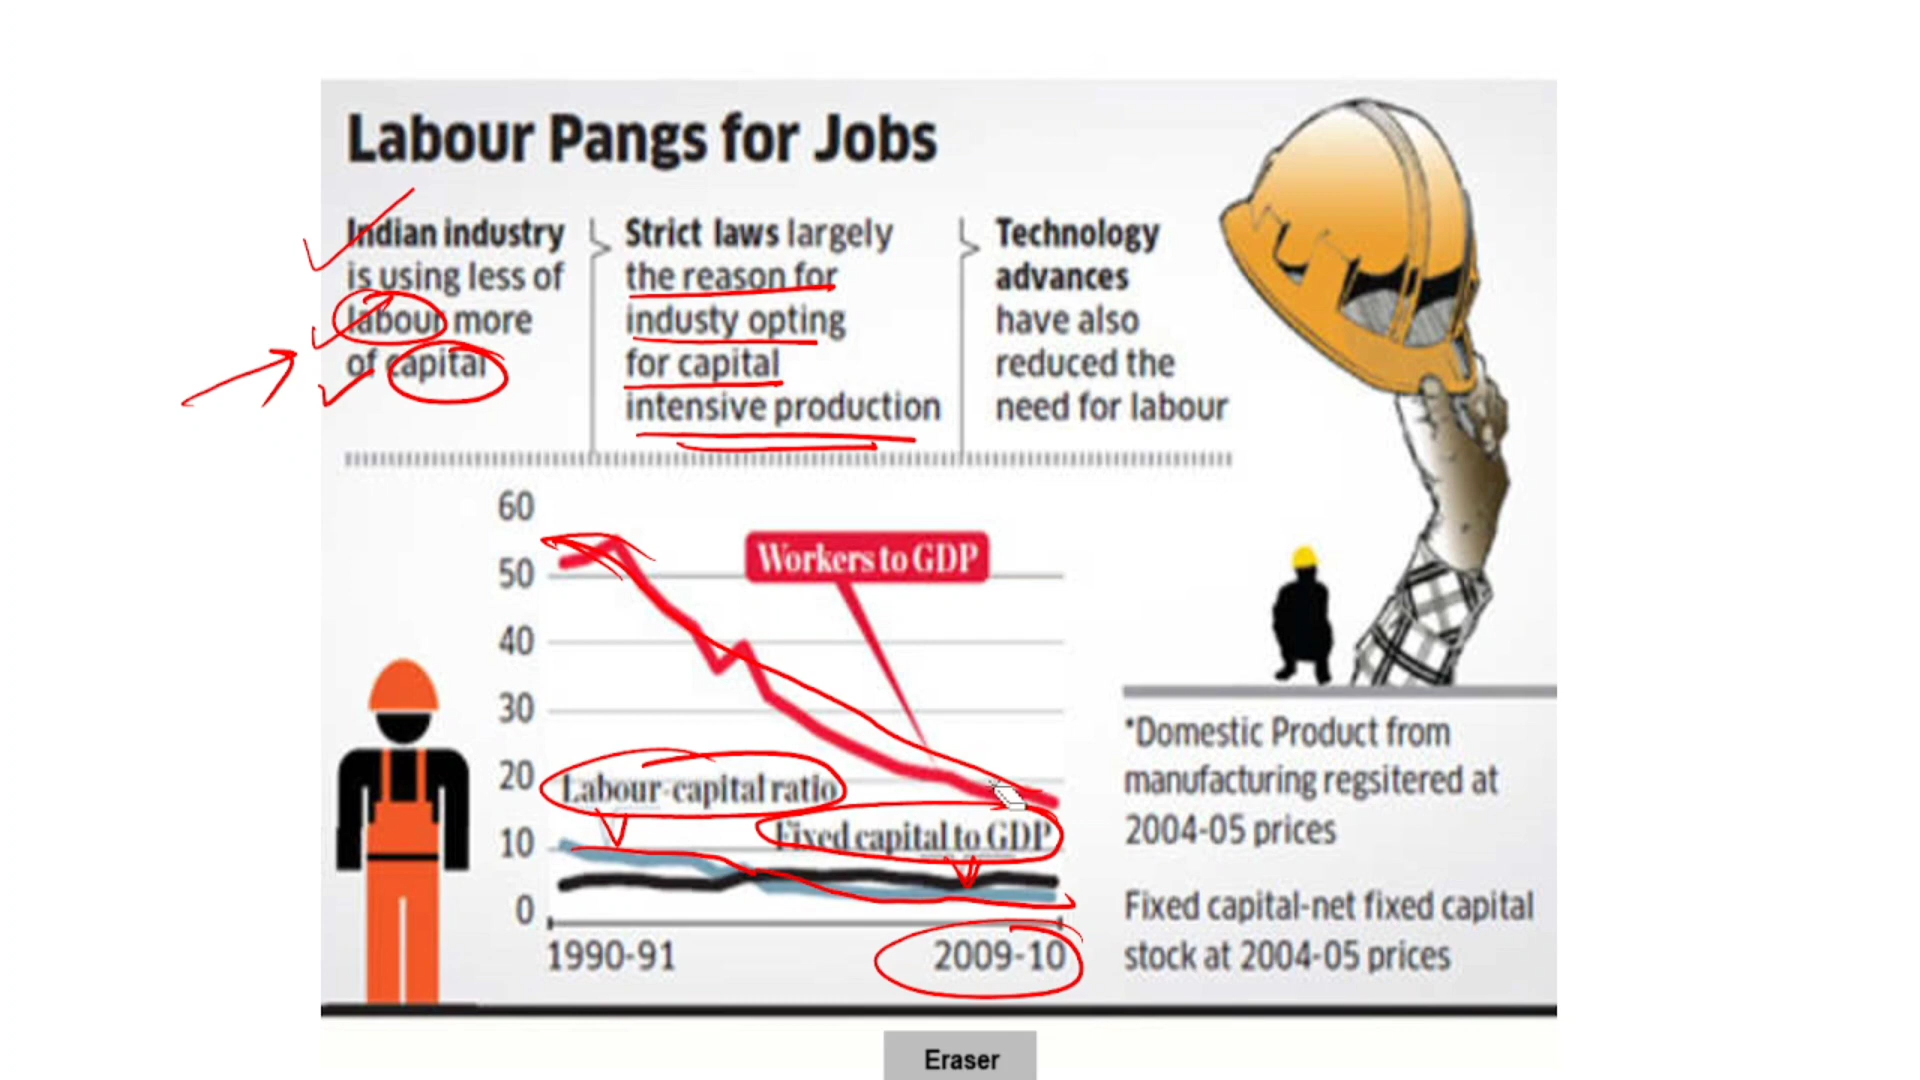 Labour Pangs for Jobs
Indian industry
is using less of
labour more
of capital
Strict laws largely
the reason for
industy opting
for capital
intensive production
Technology
advances
have also
reduced the
need for labour
60
50
40
30
20
10
0
Workers to GDP
Labour-capital ratio
Fixed capital to GDP
1990-91
2009-10
*Domestic Product from
manufacturing regsitered at
2004-05 prices
Fixed capital-net fixed capital
stock at 2004-05 prices
Eraser